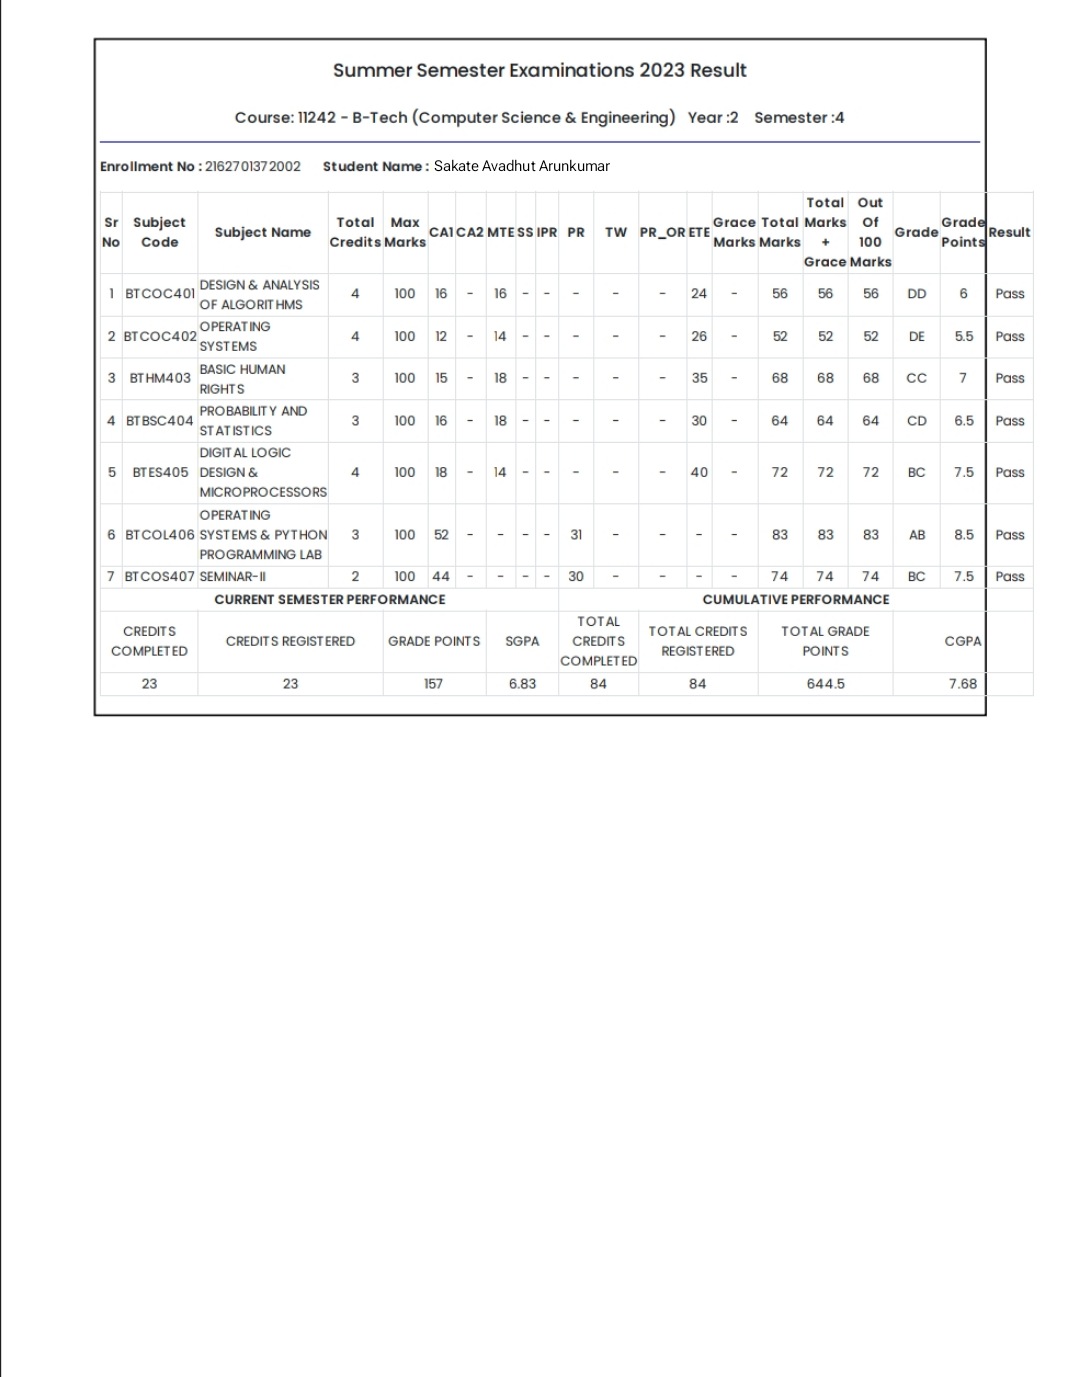 Summer Semester Examinations 2023 Result
Course: 11242 - B-Tech (Computer Science & Engineering) Year :2 Semester :4
Enrollment No : 2162701372002 Student Name : Sakate Avadhut Arunkumar
Sr No Subject Code Subject Name Total Credits Max Marks CA1 CA2 MTE SS IPR PR TW PR_OR ETE Grace Marks Total Marks Total Marks + Grace Out Of 100 Marks Grade Grade Points Result
1 BTCOC401 DESIGN & ANALYSIS OF ALGORITHMS 4 100 16 - 16 - - - - - 24 - 56 56 56 DD 6 Pass
2 BTCOC402 OPERATING SYSTEMS 4 100 12 - 14 - - - - - 26 - 52 52 52 DE 5.5 Pass
3 BTHM403 BASIC HUMAN RIGHTS 3 100 15 - 18 - - - - - 35 - 68 68 68 CC 7 Pass
4 BTBSC404 PROBABILITY AND STATISTICS 3 100 16 - 18 - - - - - 30 - 64 64 64 CD 6.5 Pass
5 BTES405 DIGITAL LOGIC DESIGN & MICROPROCESSORS 4 100 18 - 14 - - - - - 40 - 72 72 72 BC 7.5 Pass
6 BTCOL406 OPERATING SYSTEMS & PYTHON PROGRAMMING LAB 3 100 52 - - - - 31 - - - - 83 83 83 AB 8.5 Pass
7 BTCOS407 SEMINAR-II 2 100 44 - - - - 30 - - - - 74 74 74 BC 7.5 Pass
CURRENT SEMESTER PERFORMANCE CUMULATIVE PERFORMANCE
CREDITS COMPLETED CREDITS REGISTERED GRADE POINTS SGPA TOTAL CREDITS COMPLETED TOTAL CREDITS REGISTERED TOTAL GRADE POINTS CGPA
23 23 157 6.83 84 84 644.5 7.68